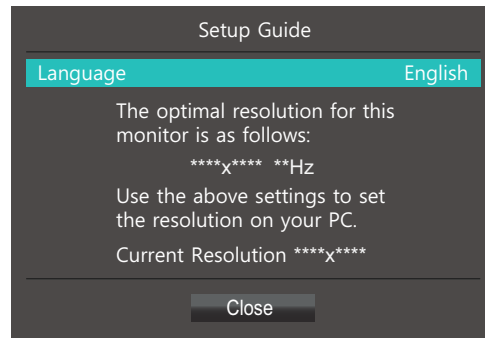 Setup Guide
Language English
The optimal resolution for this
monitor is as follows:
****x**** **Hz
Use the above settings to set
the resolution on your PC.
Current Resolution ****x****
Close